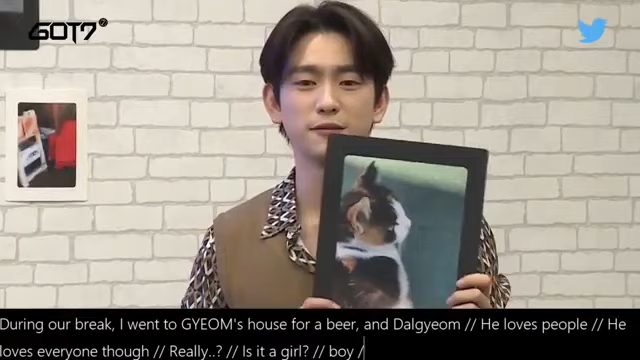 GOT7
During our break, I went to GYEOM's house for a beer, and Dalgyeom // He loves people // He
loves everyone though // Really..? // Is it a girl? // boy /